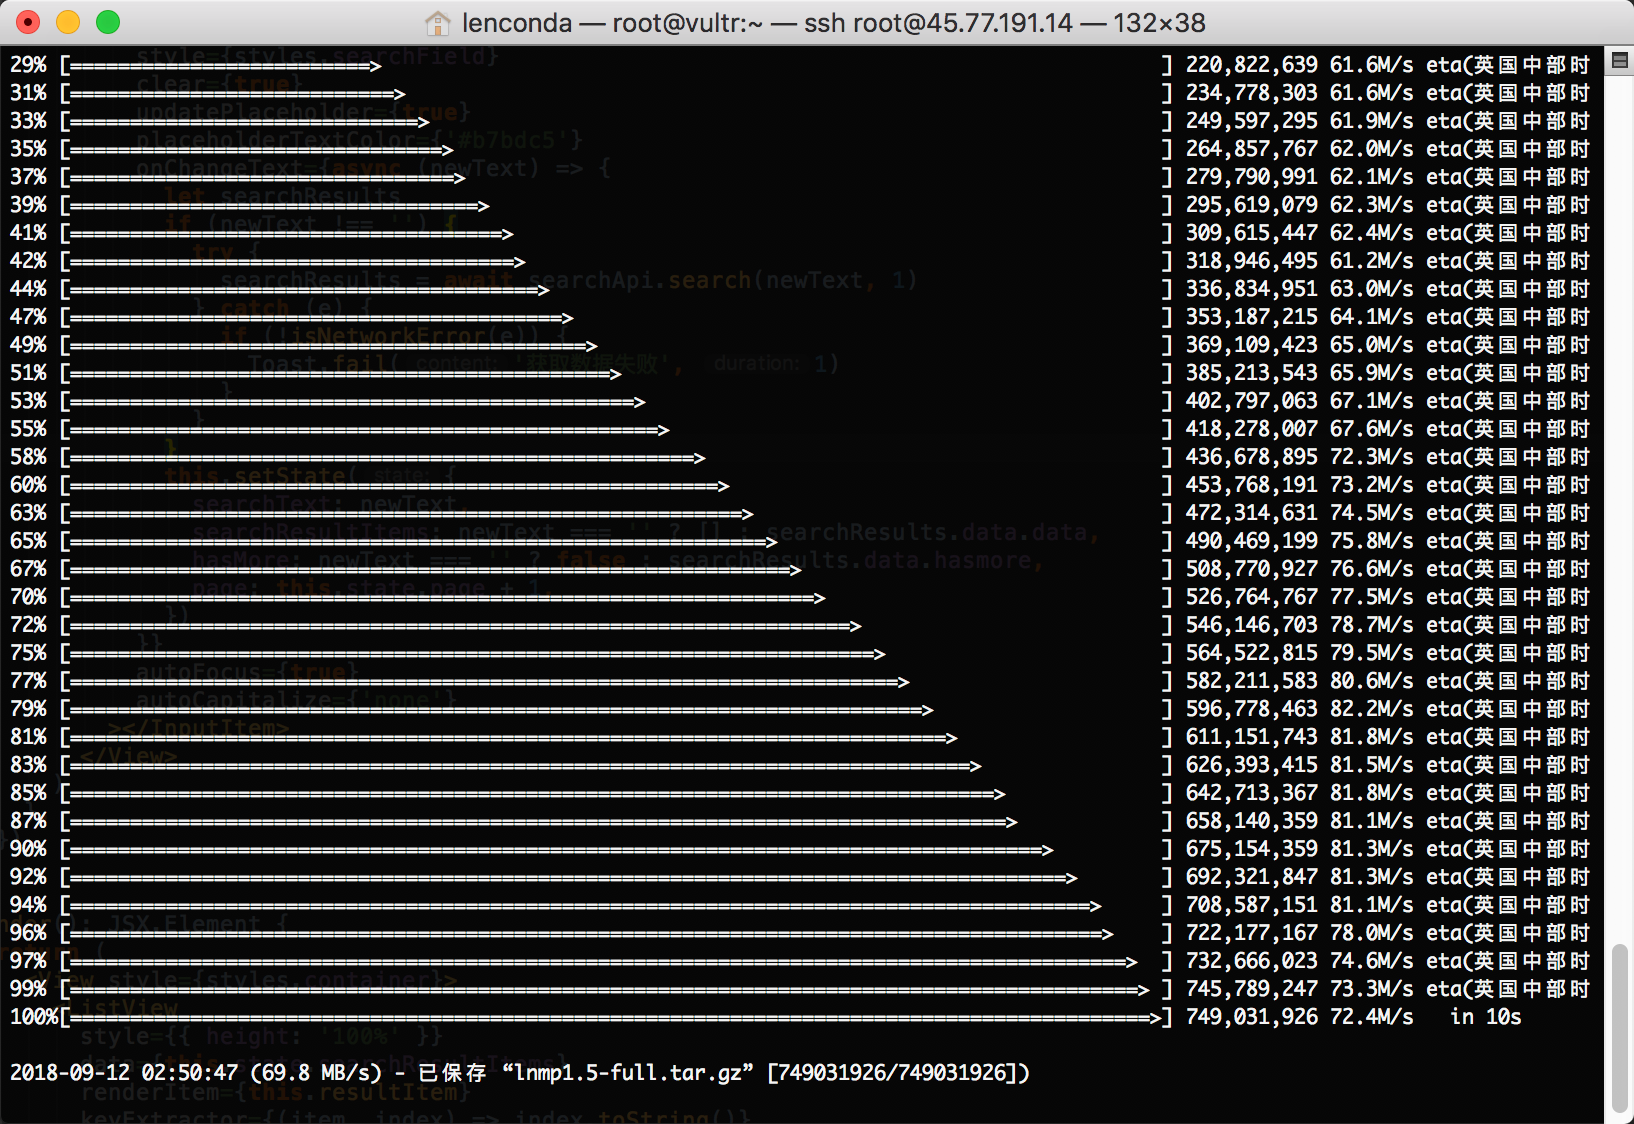 lenconda — root@vultr:~ — ssh root@45.77.191.14 — 132×38
29% [=========================> ] 220,822,639 61.6M/s eta(英国中部时
31% [===========================> ] 234,778,303 61.6M/s eta(英国中部时
33% [=============================> ] 249,597,295 61.9M/s eta(英国中部时
35% [===============================> ] 264,857,767 62.0M/s eta(英国中部时
37% [================================> ] 279,790,991 62.1M/s eta(英国中部时
39% [==================================> ] 295,619,079 62.3M/s eta(英国中部时
41% [====================================> ] 309,615,447 62.4M/s eta(英国中部时
42% [=====================================> ] 318,946,495 61.2M/s eta(英国中部时
44% [=======================================> ] 336,834,951 63.0M/s eta(英国中部时
47% [=========================================> ] 353,187,215 64.1M/s eta(英国中部时
49% [===========================================> ] 369,109,423 65.0M/s eta(英国中部时
51% [=============================================> ] 385,213,543 65.9M/s eta(英国中部时
53% [===============================================> ] 402,797,063 67.1M/s eta(英国中部时
55% [=================================================> ] 418,278,007 67.6M/s eta(英国中部时
58% [====================================================> ] 436,678,895 72.3M/s eta(英国中部时
60% [======================================================> ] 453,768,191 73.2M/s eta(英国中部时
63% [========================================================> ] 472,314,631 74.5M/s eta(英国中部时
65% [==========================================================> ] 490,469,199 75.8M/s eta(英国中部时
67% [============================================================> ] 508,770,927 76.6M/s eta(英国中部时
70% [==============================================================> ] 526,764,767 77.5M/s eta(英国中部时
72% [=================================================================> ] 546,146,703 78.7M/s eta(英国中部时
75% [===================================================================> ] 564,522,815 79.5M/s eta(英国中部时
77% [=====================================================================> ] 582,211,583 80.6M/s eta(英国中部时
79% [=======================================================================> ] 596,778,463 82.2M/s eta(英国中部时
81% [=========================================================================> ] 611,151,743 81.8M/s eta(英国中部时
83% [===========================================================================> ] 626,393,415 81.5M/s eta(英国中部时
85% [=============================================================================> ] 642,713,367 81.8M/s eta(英国中部时
87% [==============================================================================> ] 658,140,359 81.1M/s eta(英国中部时
90% [=================================================================================> ] 675,154,359 81.3M/s eta(英国中部时
92% [===================================================================================> ] 692,321,847 81.3M/s eta(英国中部时
94% [=====================================================================================> ] 708,587,151 81.1M/s eta(英国中部时
96% [======================================================================================> ] 722,177,167 78.0M/s eta(英国中部时
97% [========================================================================================> ] 732,666,023 74.6M/s eta(英国中部时
99% [=========================================================================================> ] 745,789,247 73.3M/s eta(英国中部时
100%[==========================================================================================>] 749,031,926 72.4M/s in 10s
2018-09-12 02:50:47 (69.8 MB/s) - 已保存 “lnmp1.5-full.tar.gz” [749031926/749031926])